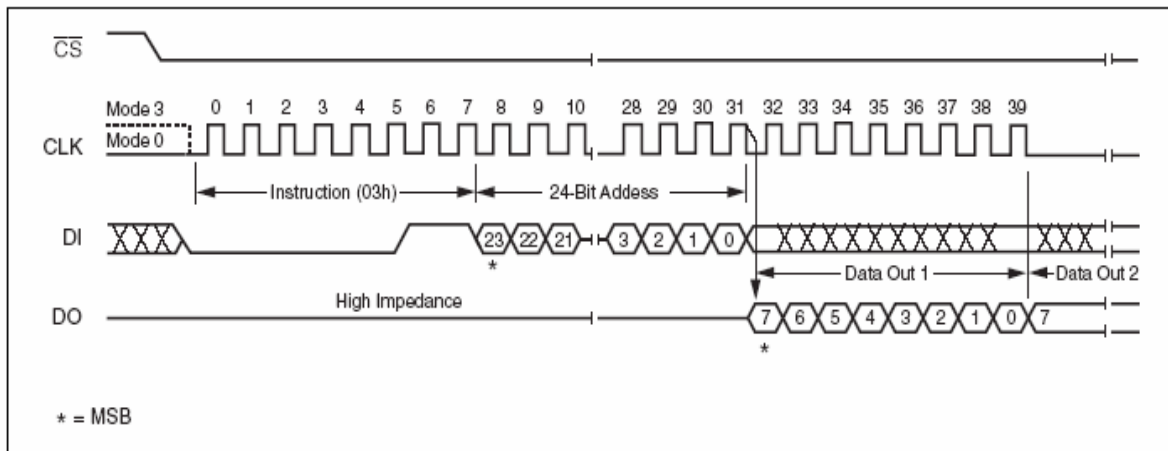 CS
Mode 3
0 1 2 3 4 5 6 7 8 9 10 28 29 30 31 32 33 34 35 36 37 38 39
CLK
Mode 0
Instruction (03h)
24-Bit Addess
DI
23 22 21 3 2 1 0
*
Data Out 1
Data Out 2
High Impedance
DO
7 6 5 4 3 2 1 0 7
*
* = MSB